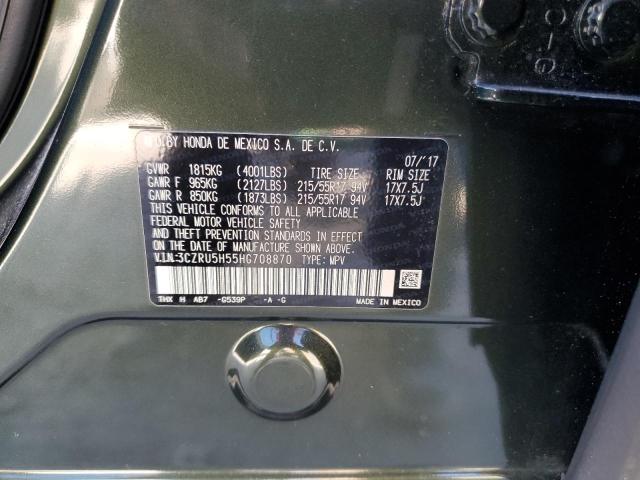 MFD.BY HONDA DE MEXICO S.A. DE C.V. 07/'17
GVWR 1815KG (4001LBS) TIRE SIZE RIM SIZE
GAWR F 965KG (2127LBS) 215/55R17 94V 17X7.5J
GAWR R 850KG (1873LBS) 215/55R17 94V 17X7.5J
THIS VEHICLE CONFORMS TO ALL APPLICABLE
FEDERAL MOTOR VEHICLE SAFETY
AND THEFT PREVENTION STANDARDS IN EFFECT
ON THE DATE OF MANUFACTURE SHOWN ABOVE.
V.I.N:3CZRU5H55HG708870 TYPE: MPV
THX H AB7 -G539P -A -G MADE IN MEXICO